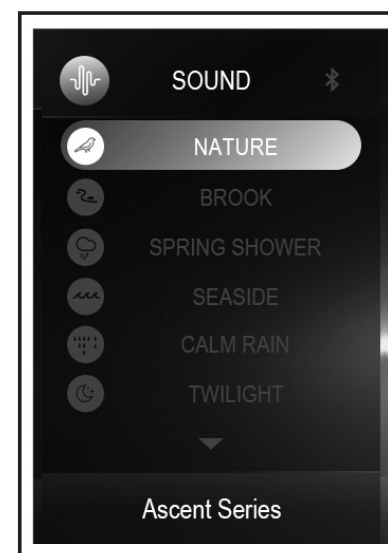 SOUND
NATURE
BROOK
SPRING SHOWER
SEASIDE
CALM RAIN
TWILIGHT
Ascent Series